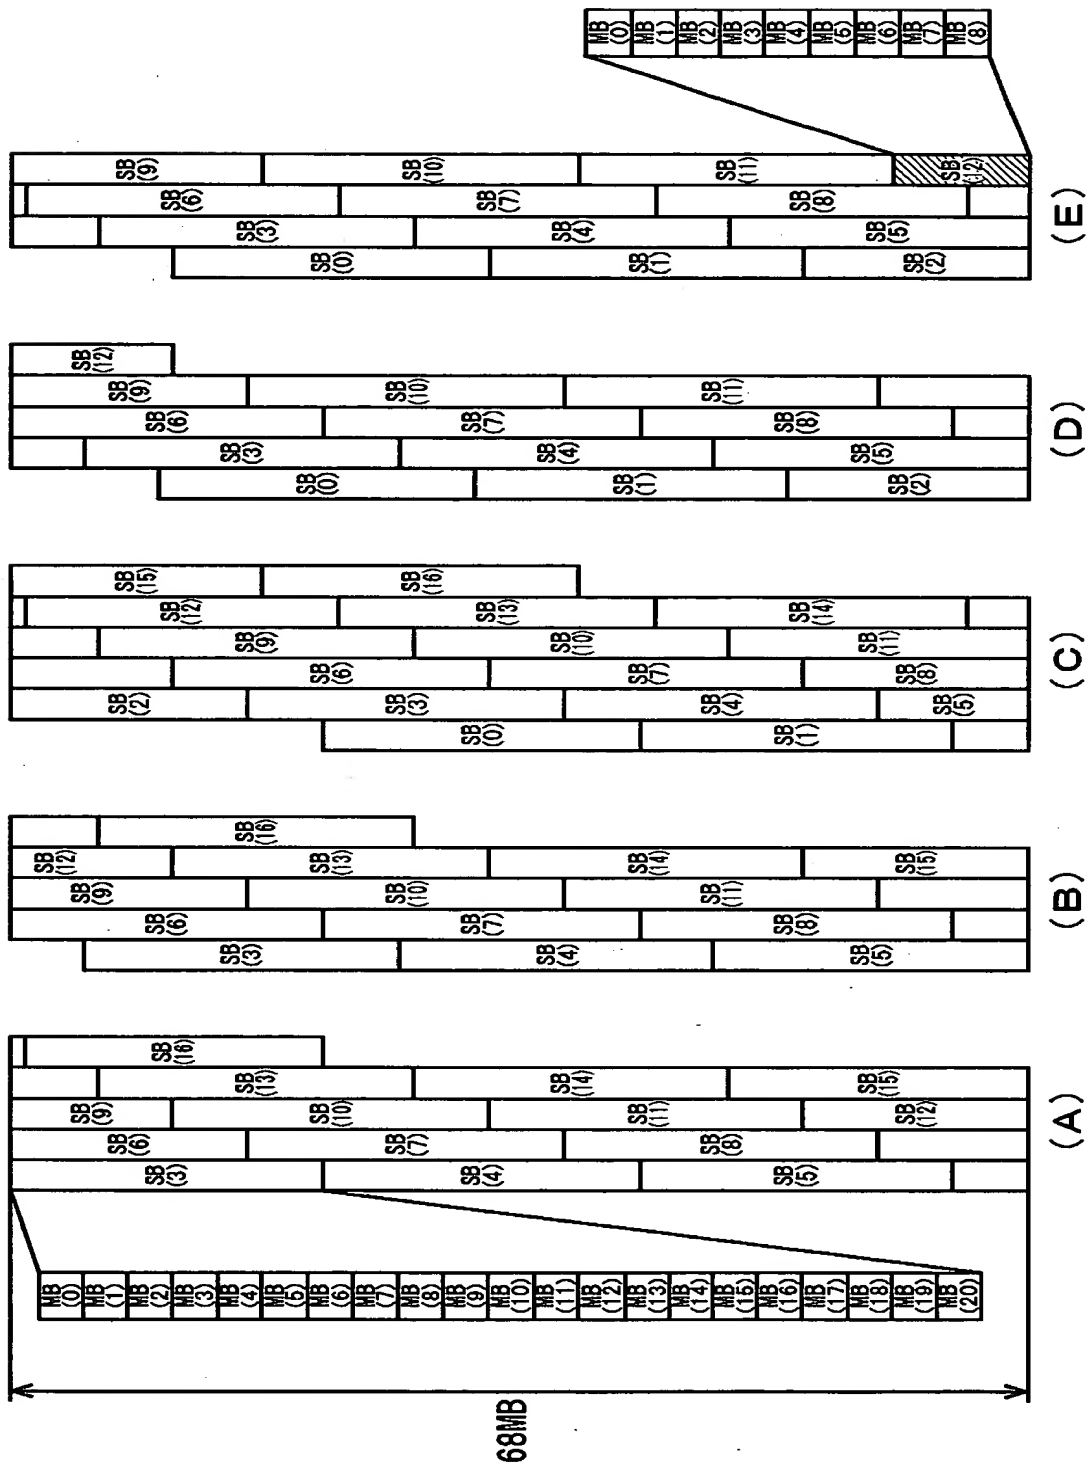 68MB
MB (0) MB (1) MB (2) MB (3) MB (4) MB (5) MB (6) MB (7) MB (8) MB (9) MB (10) MB (11) MB (12) MB (13) MB (14) MB (15) MB (16) MB (17) MB (18) MB (19) MB (20)
SB (3) SB (4) SB (5)
SB (6) SB (7) SB (8)
SB (9) SB (10) SB (11) SB (12)
SB (13) SB (14) SB (15)
SB (16)
(A)
SB (3) SB (4) SB (5)
SB (6) SB (7) SB (8)
SB (9) SB (10) SB (11)
SB (12) SB (13) SB (14) SB (15)
SB (16)
(B)
SB (0) SB (1)
SB (2) SB (3) SB (4) SB (5)
SB (6) SB (7) SB (8)
SB (9) SB (10) SB (11)
SB (12) SB (13) SB (14)
SB (15) SB (16)
(C)
SB (0) SB (1) SB (2)
SB (3) SB (4) SB (5)
SB (6) SB (7) SB (8)
SB (9) SB (10) SB (11)
SB (12)
(D)
SB (0) SB (1) SB (2)
SB (3) SB (4) SB (5)
SB (6) SB (7) SB (8)
SB (9) SB (10) SB (11) SB (12)
MB (0) MB (1) MB (2) MB (3) MB (4) MB (5) MB (6) MB (7) MB (8)
(E)